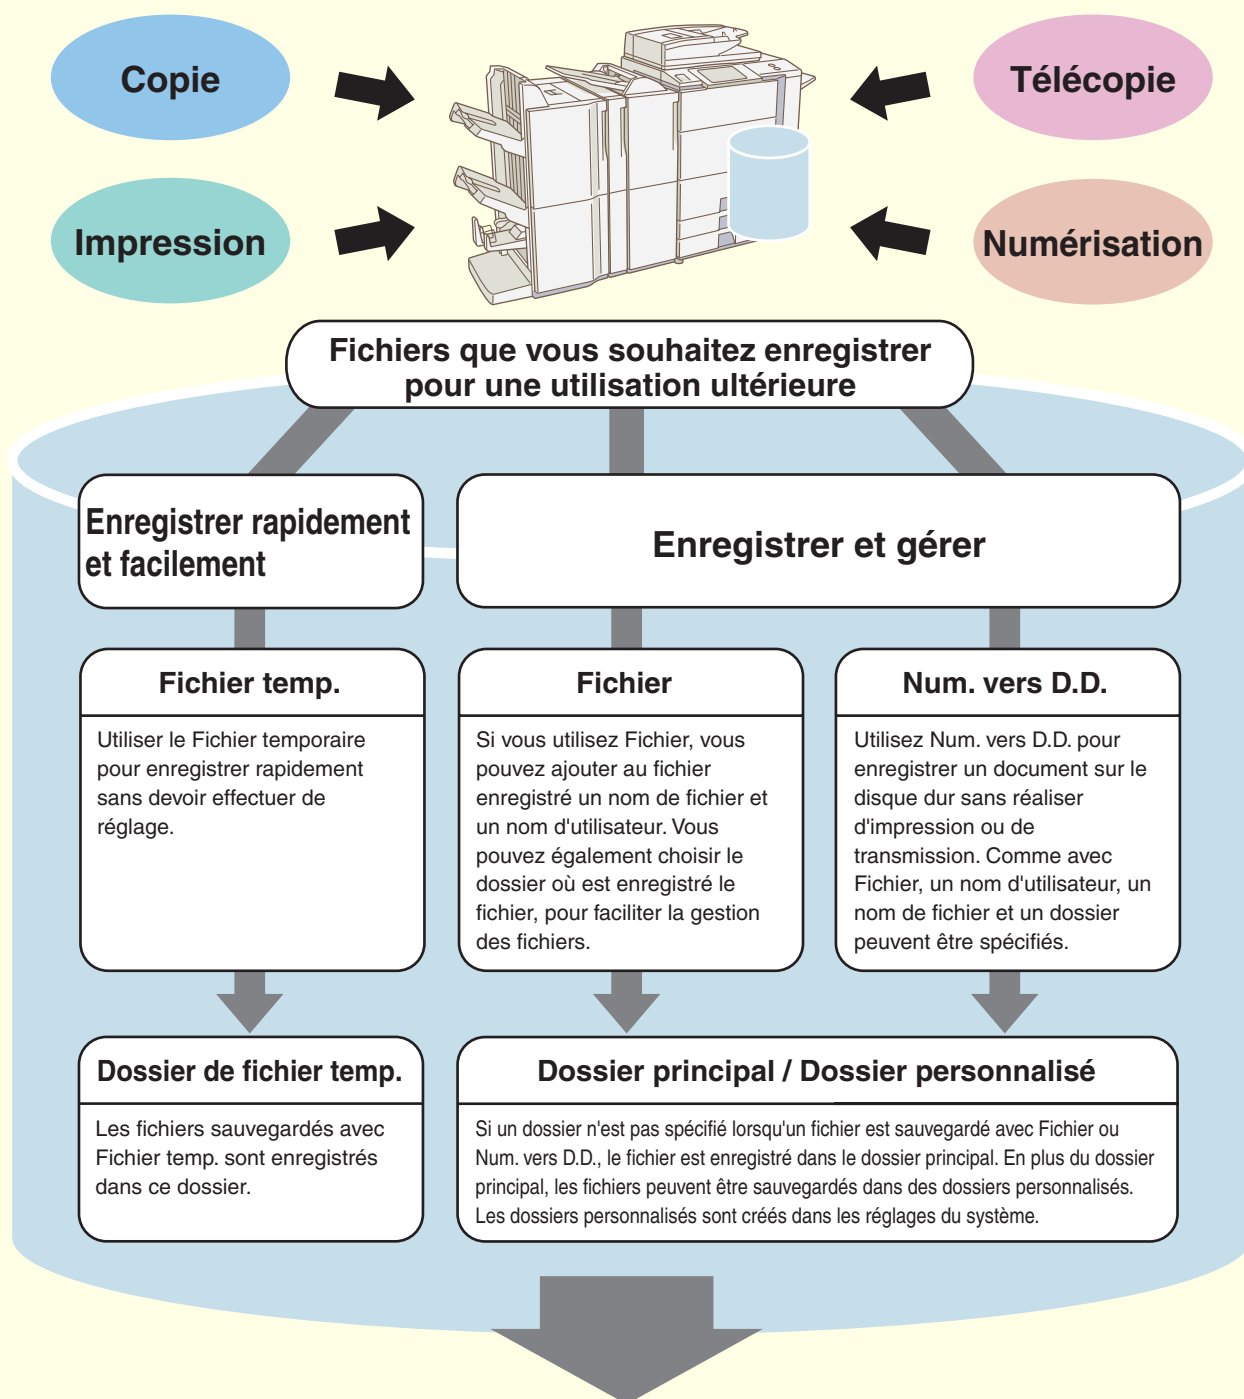 Copie
Télécopie
Impression
Numérisation
Fichiers que vous souhaitez enregistrer
pour une utilisation ultérieure
Enregistrer rapidement
et facilement
Enregistrer et gérer
Fichier temp.
Utiliser le Fichier temporaire
pour enregistrer rapidement
sans devoir effectuer de
réglage.
Fichier
Si vous utilisez Fichier, vous
pouvez ajouter au fichier
enregistré un nom de fichier et
un nom d'utilisateur. Vous
pouvez également choisir le
dossier où est enregistré le
fichier, pour faciliter la gestion
des fichiers.
Num. vers D.D.
Utilisez Num. vers D.D. pour
enregistrer un document sur le
disque dur sans réaliser
d'impression ou de
transmission. Comme avec
Fichier, un nom d'utilisateur, un
nom de fichier et un dossier
peuvent être spécifiés.
Dossier de fichier temp.
Les fichiers sauvegardés avec
Fichier temp. sont enregistrés
dans ce dossier.
Dossier principal / Dossier personnalisé
Si un dossier n'est pas spécifié lorsqu'un fichier est sauvegardé avec Fichier ou
Num. vers D.D., le fichier est enregistré dans le dossier principal. En plus du dossier
principal, les fichiers peuvent être sauvegardés dans des dossiers personnalisés.
Les dossiers personnalisés sont créés dans les réglages du système.